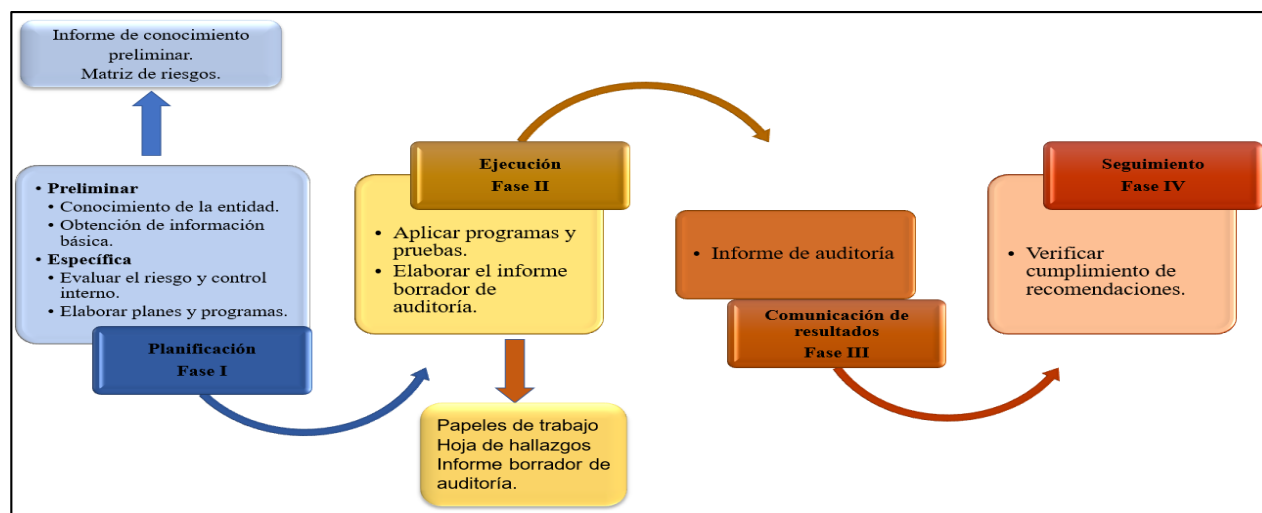 Informe de conocimiento
preliminar.
Matriz de riesgos.
• Preliminar
• Conocimiento de la entidad.
• Obtención de información
básica.
• Específica
• Evaluar el riesgo y control
interno.
• Elaborar planes y programas.
Planificación
Fase I
Ejecución
Fase II
• Aplicar programas y
pruebas.
• Elaborar el informe
borrador de
auditoría.
Papeles de trabajo
Hoja de hallazgos
Informe borrador de
auditoría.
• Informe de auditoría
Comunicación de
resultados
Fase III
Seguimiento
Fase IV
• Verificar
cumplimiento de
recomendaciones.